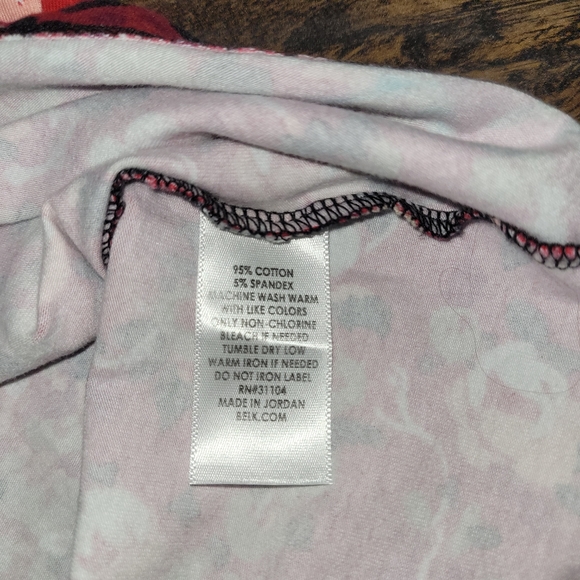 95% COTTON
5% SPANDEX
MACHINE WASH WARM
WITH LIKE COLORS
ONLY NON-CHLORINE
BLEACH IF NEEDED
TUMBLE DRY LOW
WARM IRON IF NEEDED
DO NOT IRON LABEL
RN#31104
MADE IN JORDAN
BELK.COM